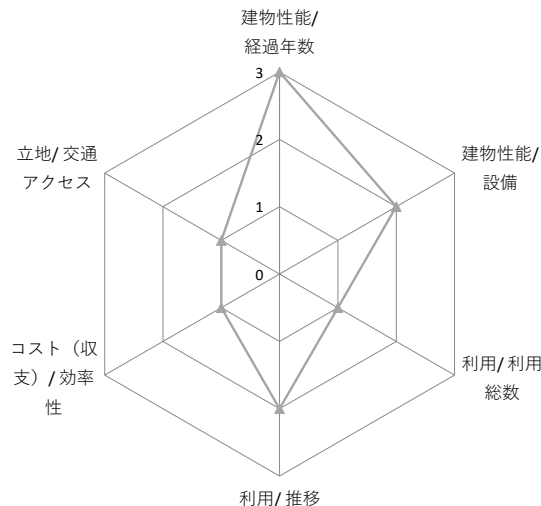 建物性能/
経過年数
建物性能/
設備
利用/ 利用
総数
利用/ 推移
コスト（収
支）/ 効率
性
立地/ 交通
アクセス
3
2
1
0